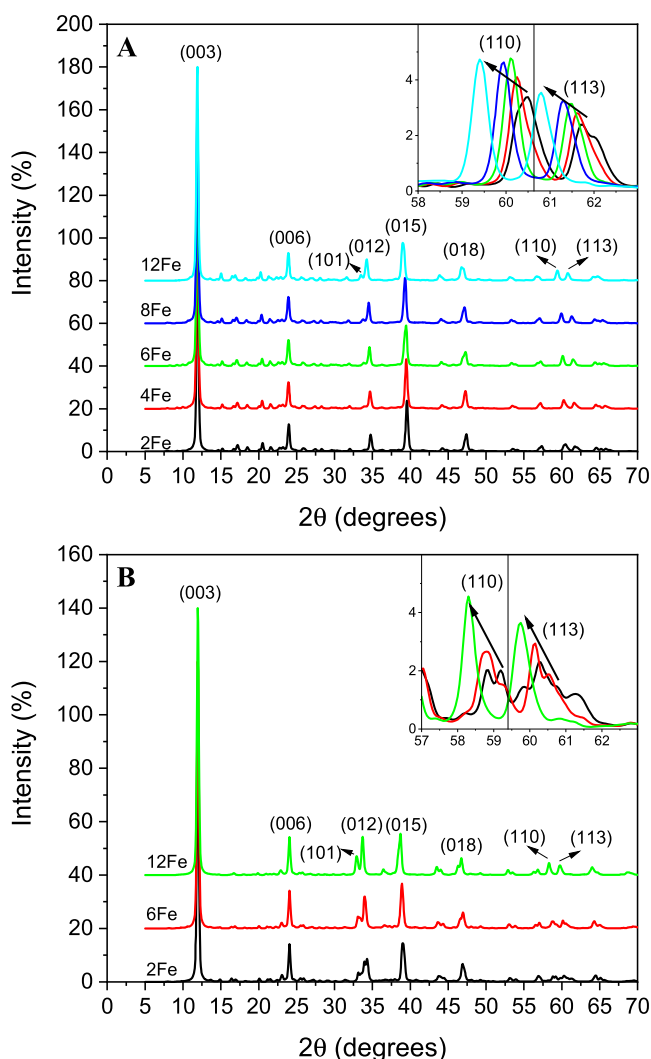 A
200
180
160
140
120
100
80
60
40
20
0
Intensity (%)
(003)
(006)
(101)
(012)
(015)
(018)
(110)
(113)
12Fe
8Fe
6Fe
4Fe
2Fe
0 5 10 15 20 25 30 35 40 45 50 55 60 65 70
2θ (degrees)
(110)
(113)
4
2
0
58 59 60 61 62
B
160
140
120
100
80
60
40
20
0
Intensity (%)
(003)
(006)
(101)
(012)
(015)
(018)
(110)
(113)
12Fe
6Fe
2Fe
0 5 10 15 20 25 30 35 40 45 50 55 60 65 70
2θ (degrees)
(110)
(113)
4
2
0
57 58 59 60 61 62